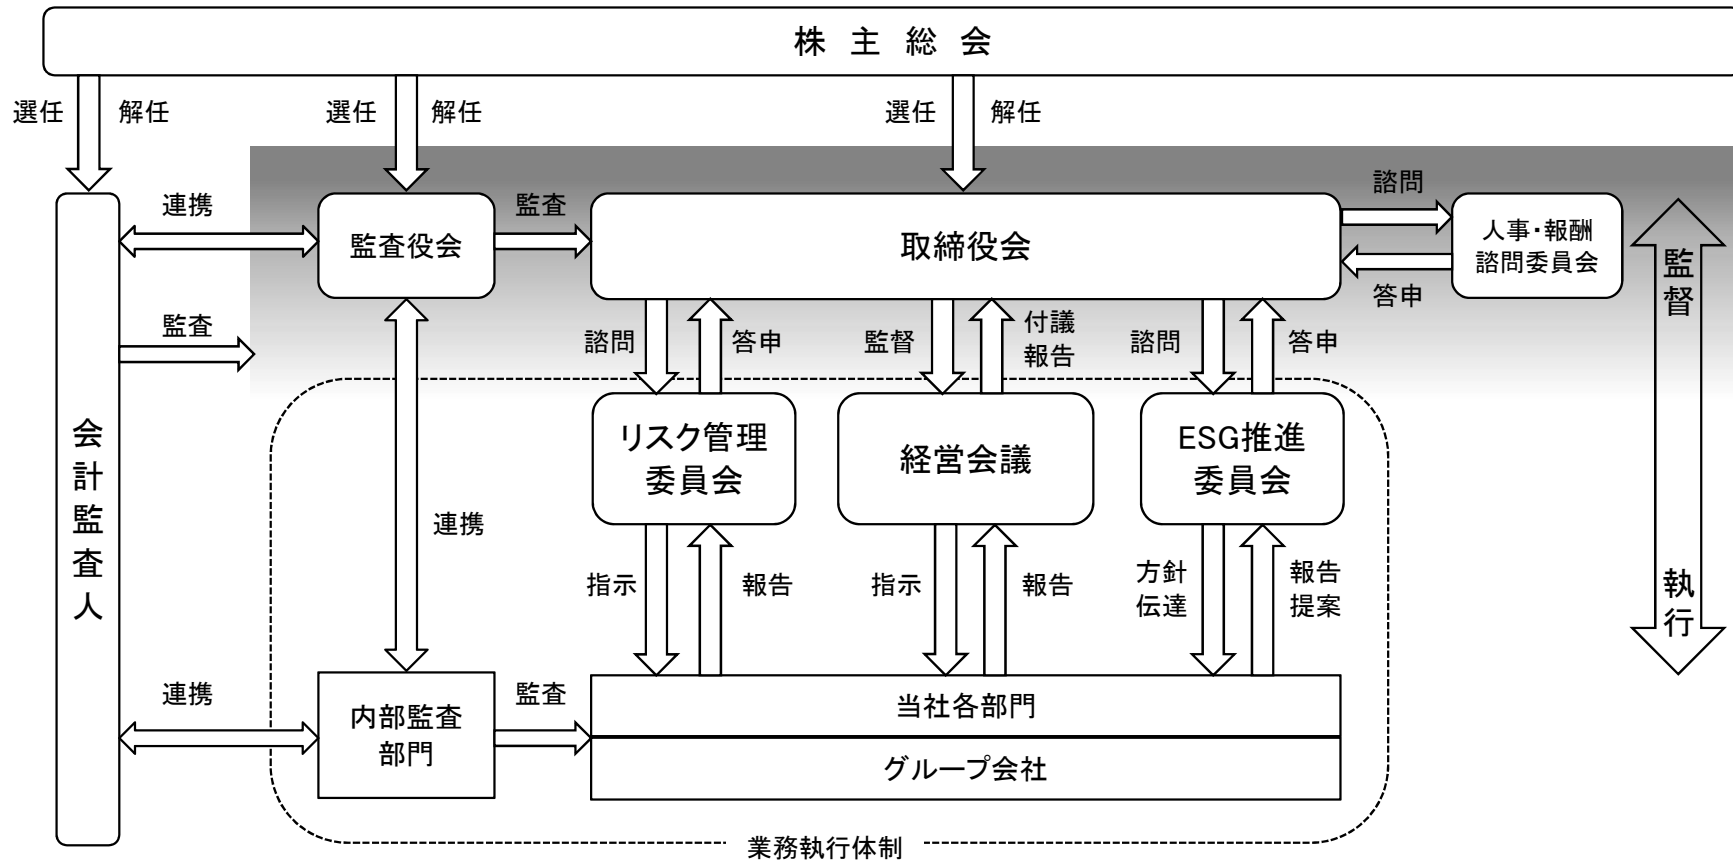 株主総会
選任 解任 選任 解任 選任 解任
連携 監査 諮問
監査役会 取締役会
人事・報酬
諮問委員会
答申
監督
監査
諮問 答申 監督
付議
報告
諮問 答申
会計監査人
リスク管理
委員会
経営会議
ESG推進
委員会
連携
指示 報告 指示 報告
方針
伝達
報告
提案
執行
連携 監査
内部監査
部門
当社各部門
グループ会社
業務執行体制